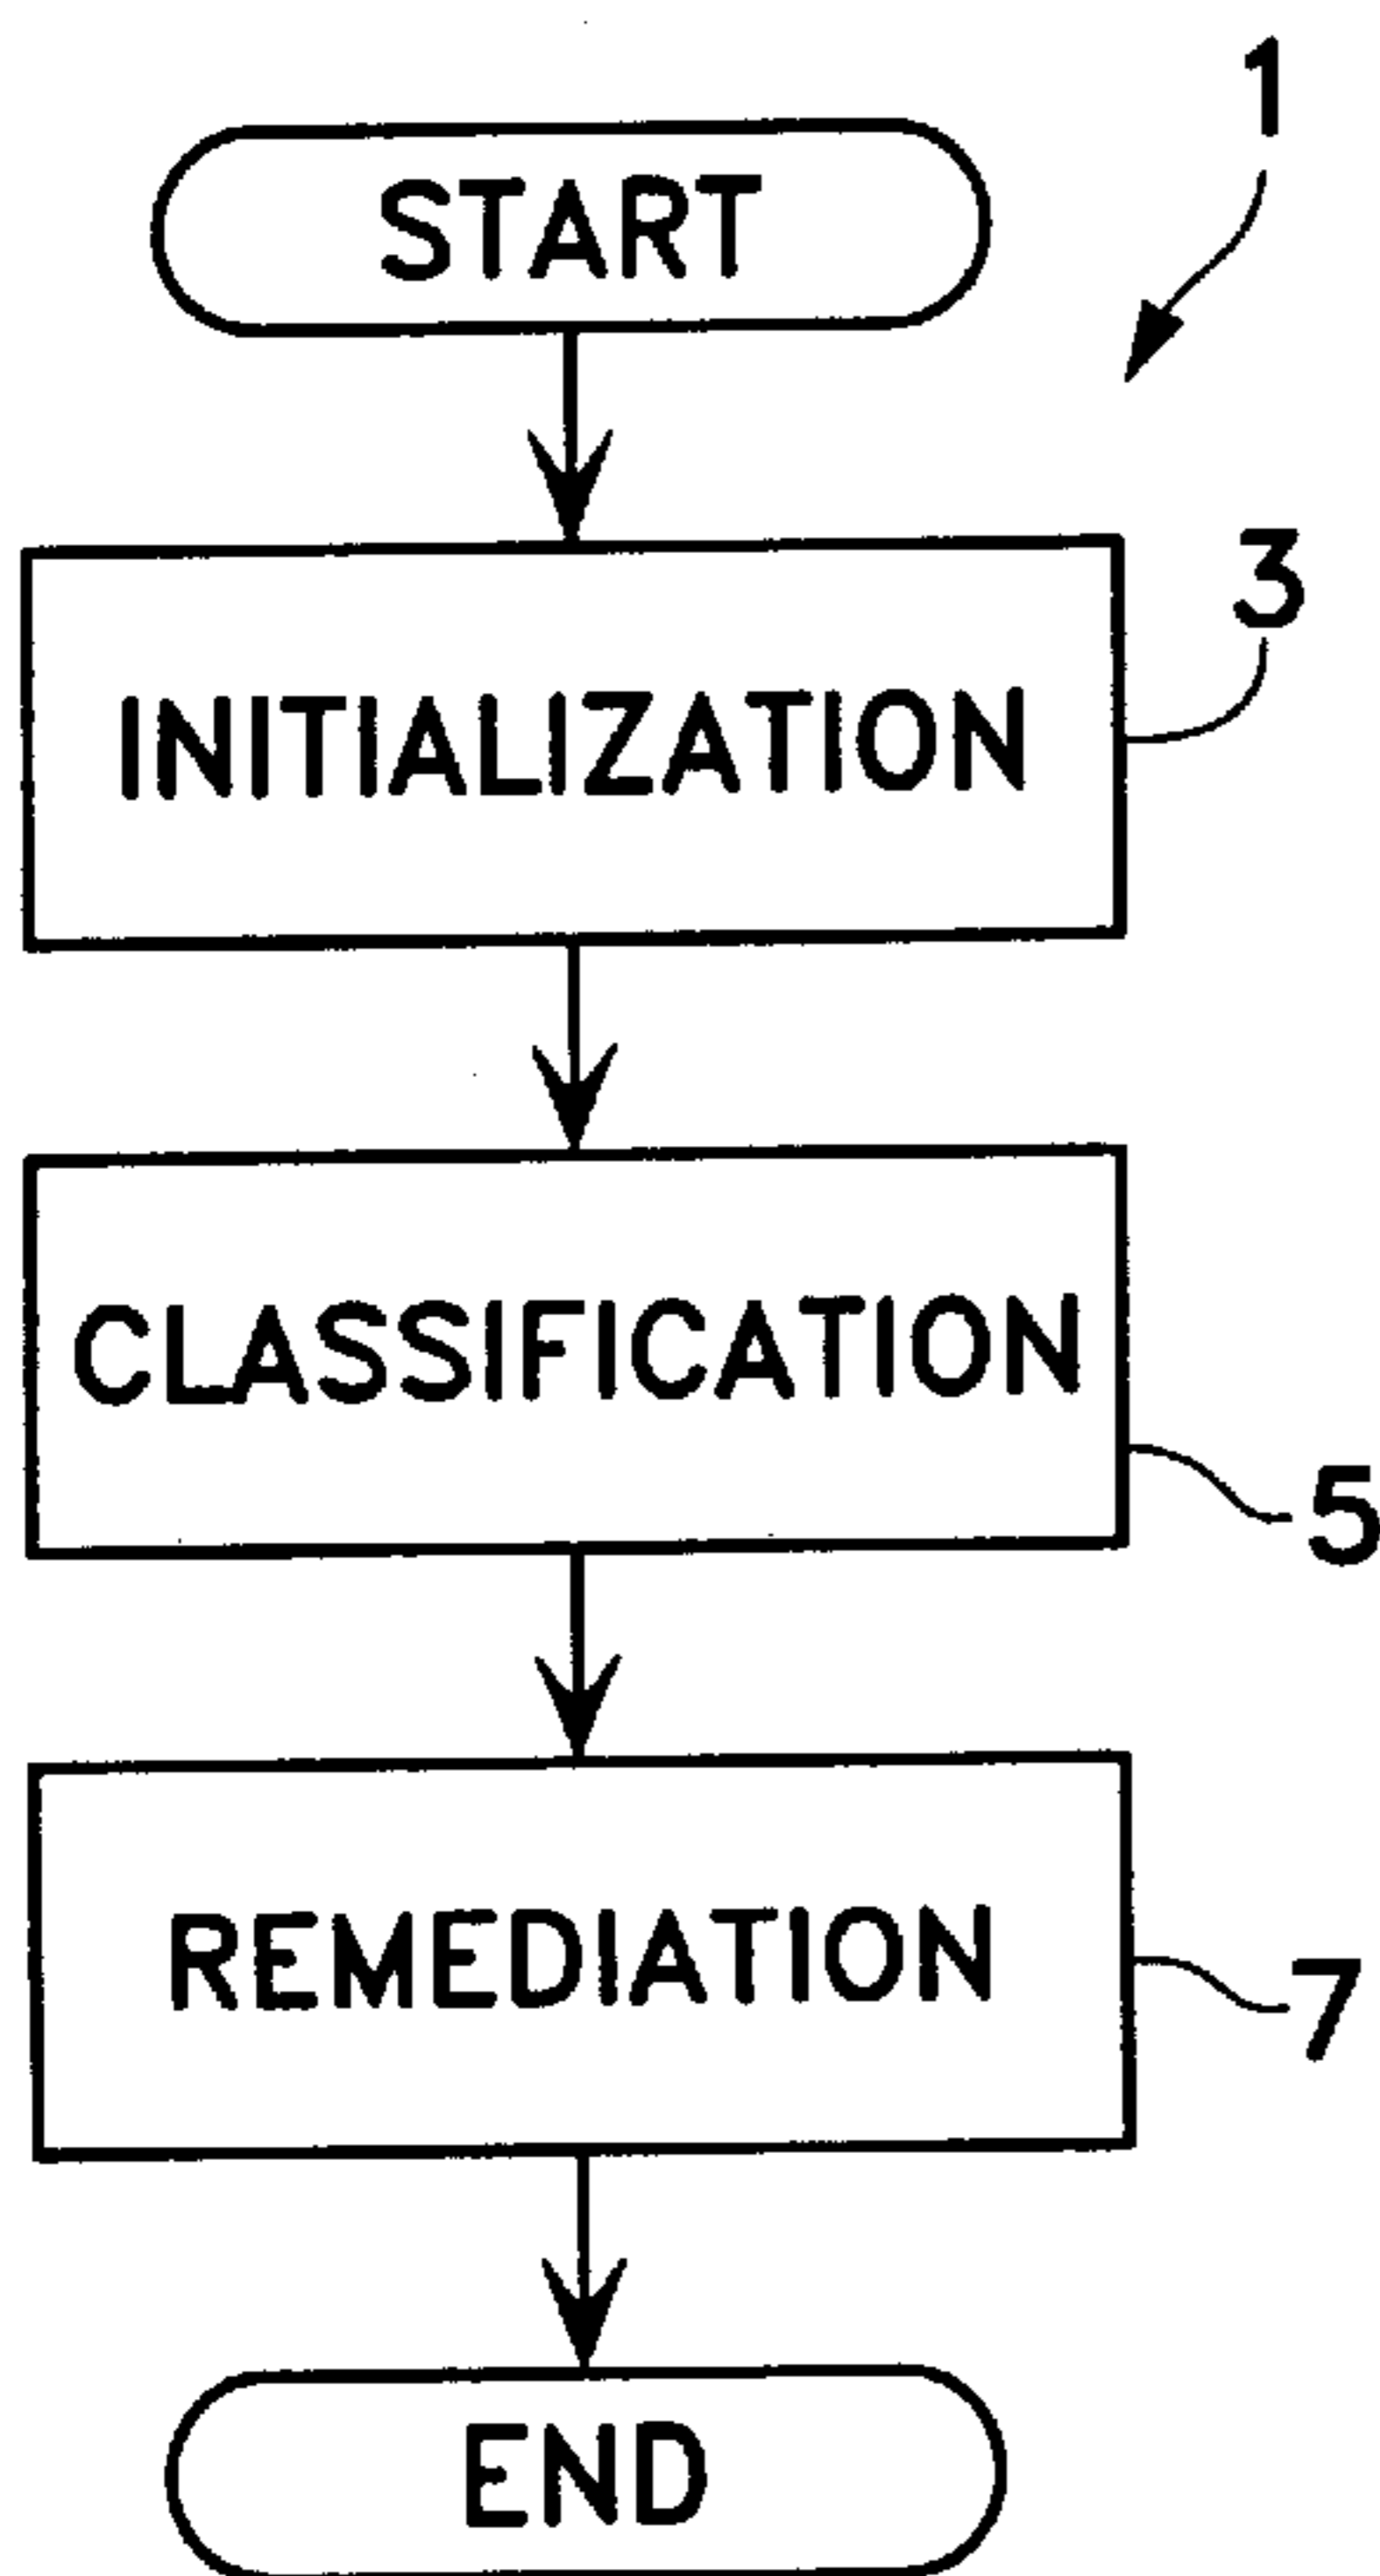 1
START
3
INITIALIZATION
CLASSIFICATION
5
REMEDIATION
7
END